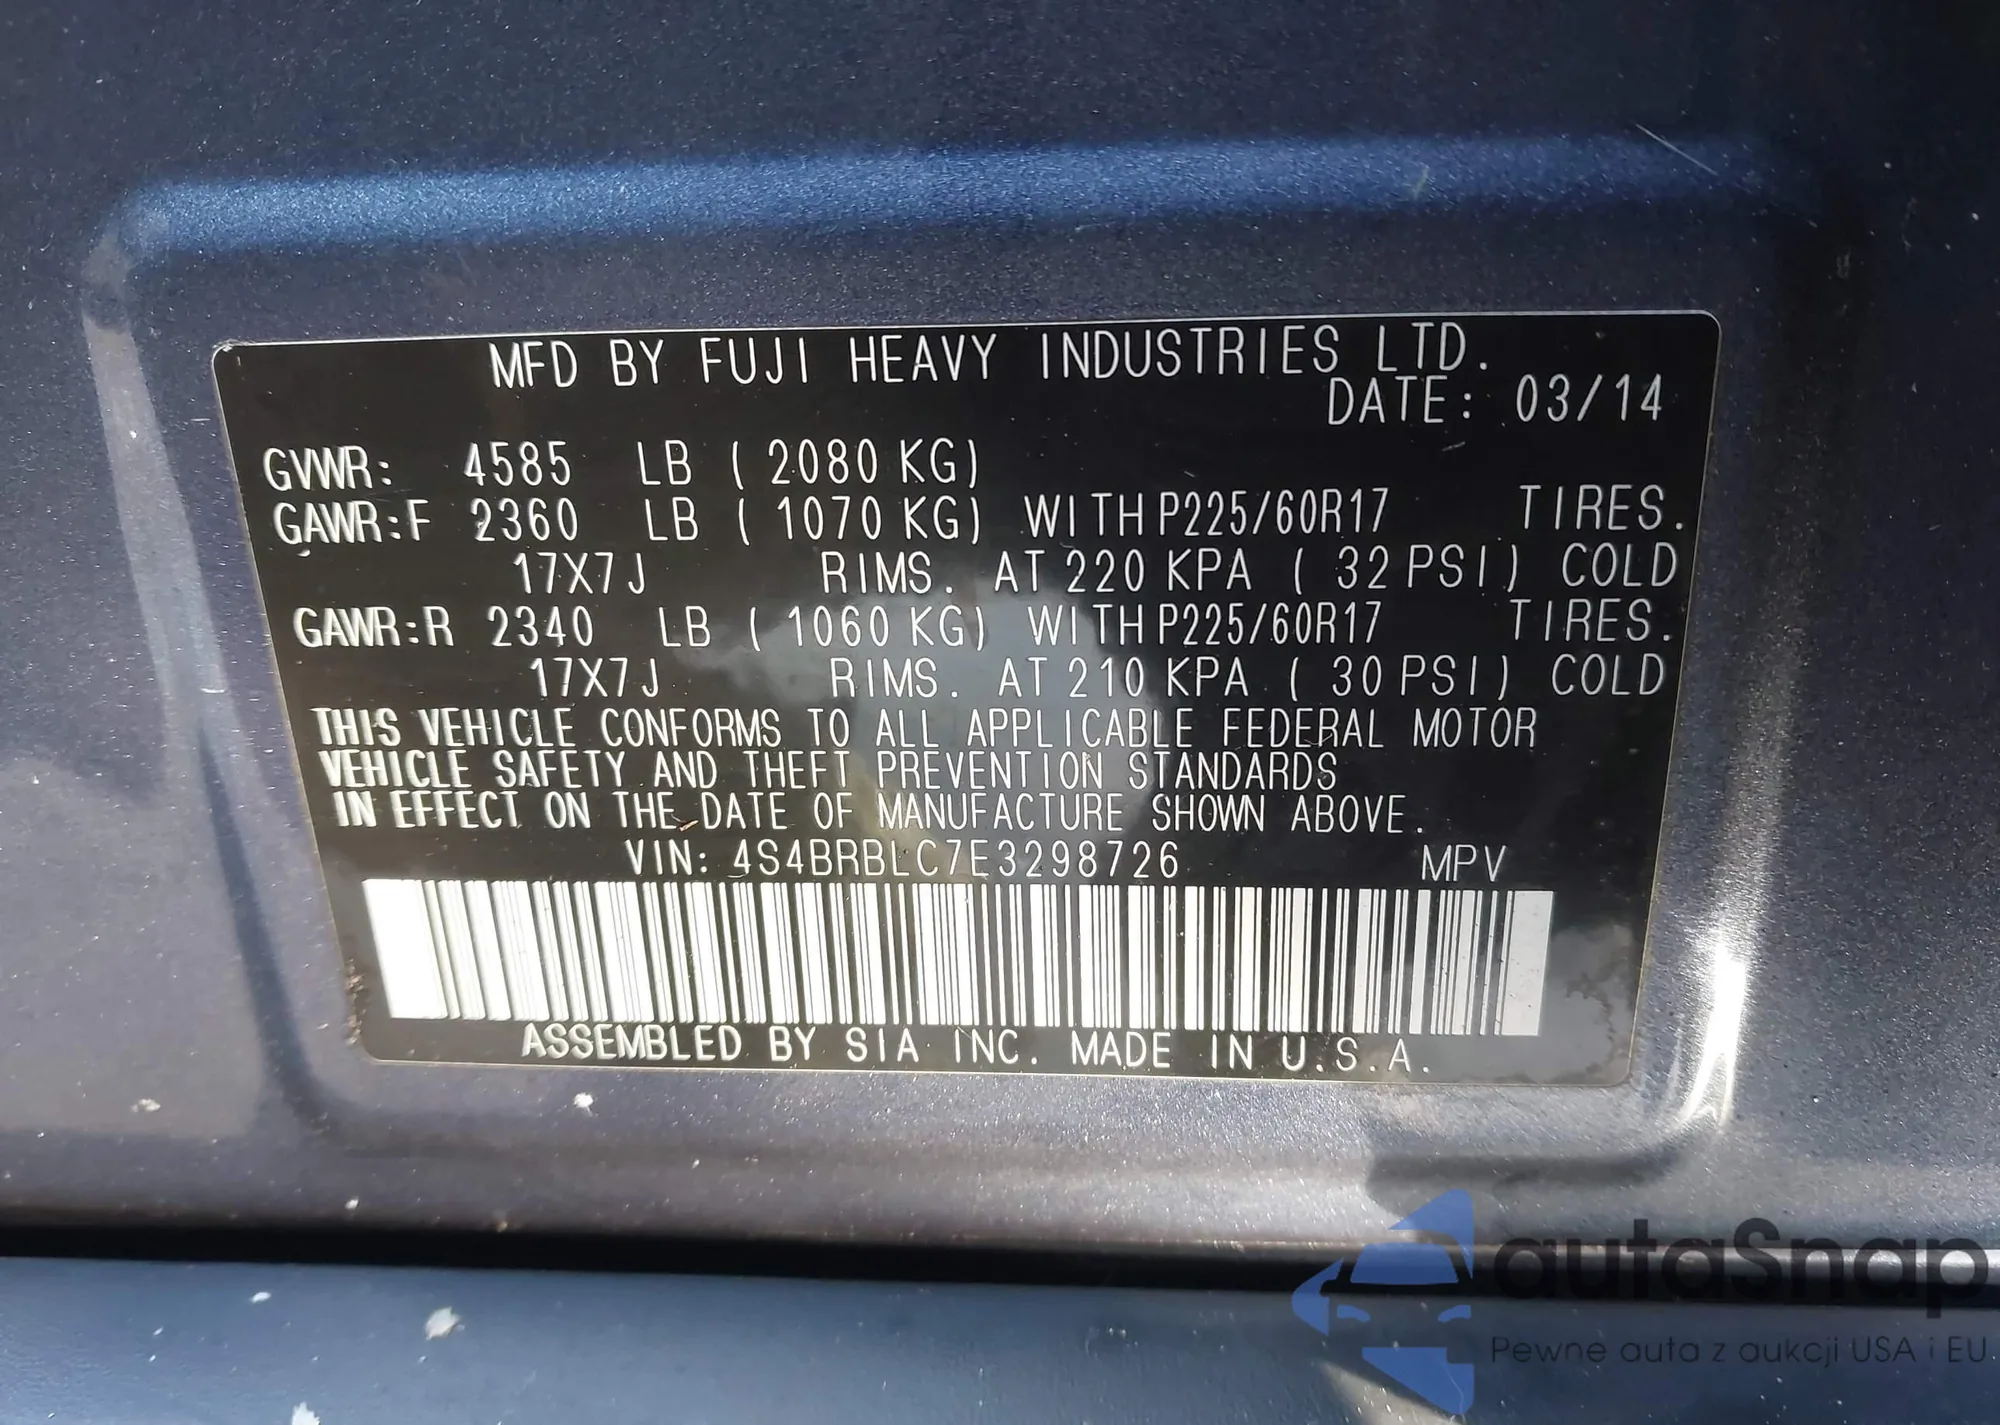 MFD BY FUJI HEAVY INDUSTRIES LTD.
DATE: 03/14
GVWR: 4585 LB ( 2080 KG)
GAWR:F 2360 LB ( 1070 KG) WITH P225/60R17 TIRES.
17X7J RIMS. AT 220 KPA ( 32 PSI) COLD
GAWR:R 2340 LB ( 1060 KG) WITH P225/60R17 TIRES.
17X7J RIMS. AT 210 KPA ( 30 PSI) COLD
THIS VEHICLE CONFORMS TO ALL APPLICABLE FEDERAL MOTOR
VEHICLE SAFETY AND THEFT PREVENTION STANDARDS
IN EFFECT ON THE DATE OF MANUFACTURE SHOWN ABOVE.
VIN: 4S4BRBLC7E3298726 MPV
ASSEMBLED BY SIA INC. MADE IN U.S.A.
autaSnap
Pewne auta z aukcji USA i EU